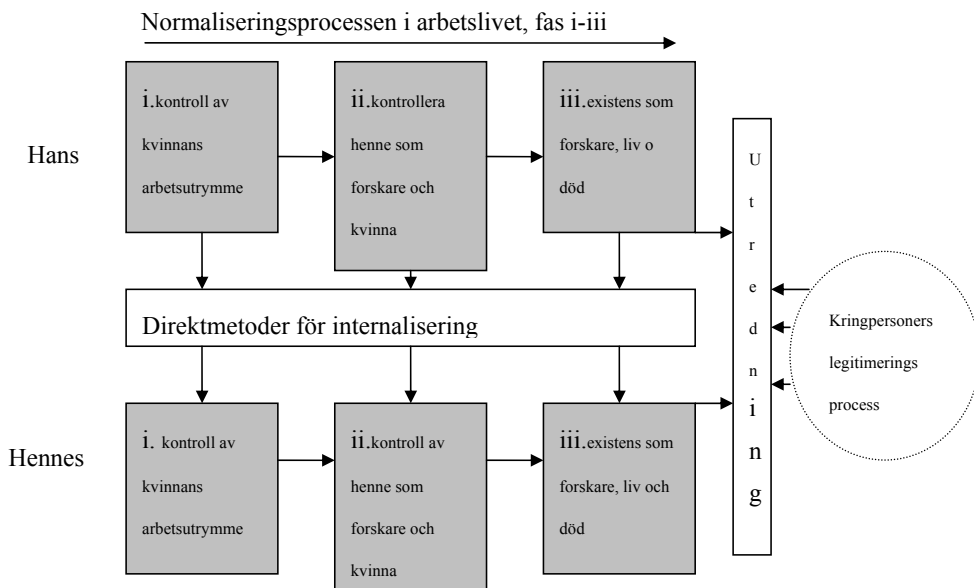 Normaliseringsprocessen i arbetslivet, fas i-iii
Hans
i.kontroll av
kvinnans
arbetsutrymme
ii.kontrollera
henne som
forskare och
kvinna
iii.existens som
forskare, liv o
död
Direktmetoder för internalisering
Hennes
i. kontroll av
kvinnans
arbetsutrymme
ii.kontroll av
henne som
forskare och
kvinna
iii.existens som
forskare, liv och
död
U
t
r
e
d
n
i
n
g
Kringpersoners
legitimerings
process